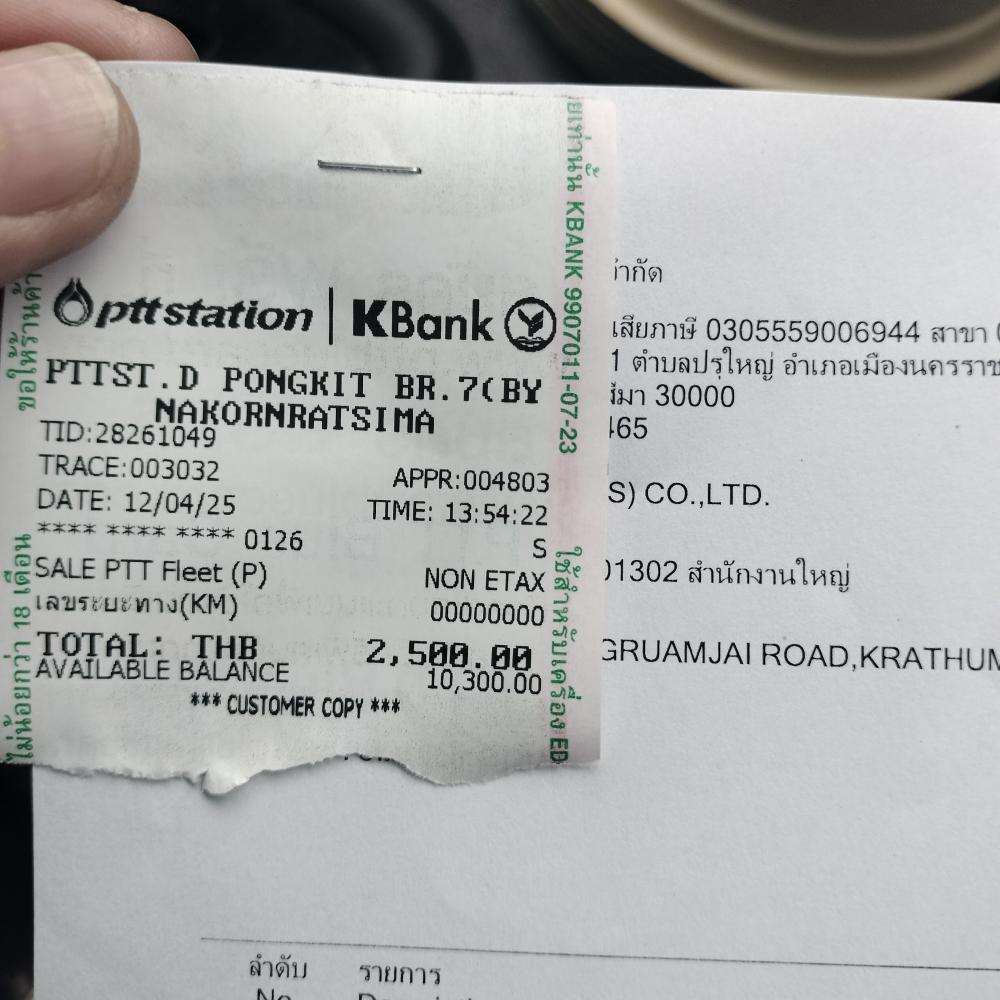 pttstation | KBank
PTTST.D PONGKIT BR.7(BY
NAKORNRATSIMA
TID:28261049
TRACE:003032 APPR:004803
DATE: 12/04/25 TIME: 13:54:22
**** **** **** 0126 S
SALE PTT Fleet (P) NON ETAX
เลขระยะทาง(KM) 00000000
TOTAL: THB 2,500.00
AVAILABLE BALANCE 10,300.00
*** CUSTOMER COPY ***
ขอให้ร้านค้า
ไม่น้อยกว่า 18 เดือน
KBANK 9907011-07-23
ใช้สำหรับเครื่อง ED
จำกัด
เสียภาษี 0305559006944 สาขา
1 ตำบลปรุใหญ่ อำเภอเมืองนครราช
30000
465
S) CO.,LTD.
01302 สำนักงานใหญ่
GRUAMJAI ROAD,KRATHUM
ลำดับ รายการ
No